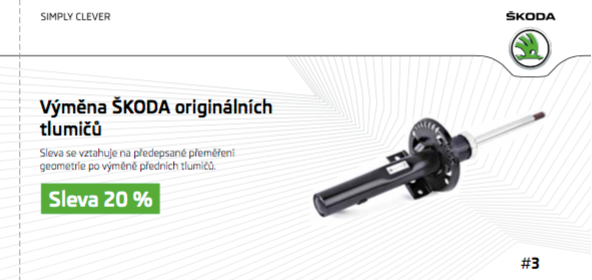 SIMPLY CLEVER
ŠKODA
Výměna ŠKODA originálních
tlumičů
Sleva se vztahuje na předepsané přeměření
geometrie po výměně předních tlumičů.
Sleva 20 %
#3